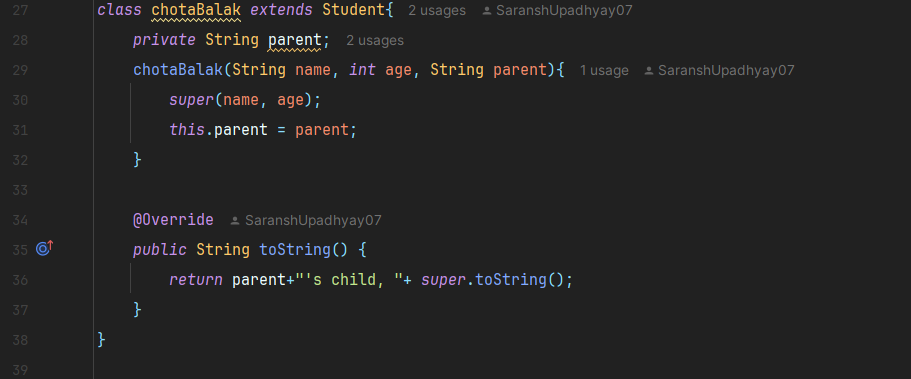 27 class chotaBalak extends Student{ 2 usages SaranshUpadhyay07
28 private String parent; 2 usages
29 chotaBalak(String name, int age, String parent){ 1 usage SaranshUpadhyay07
30 super(name, age);
31 this.parent = parent;
32 }
33
34 @Override SaranshUpadhyay07
35 public String toString() {
36 return parent+"'s child, "+ super.toString();
37 }
38 }
39